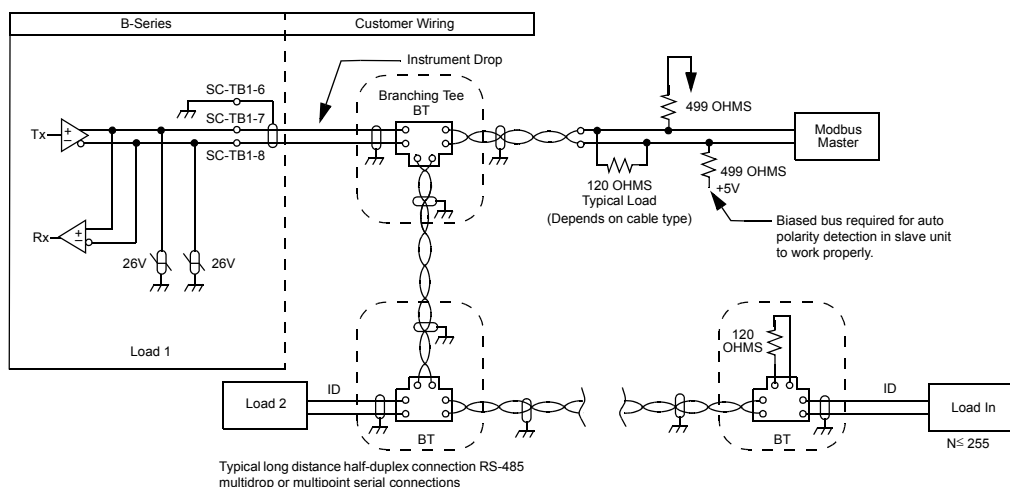 B-Series
Customer Wiring
Instrument Drop
SC-TB1-6
Branching Tee
BT
499 OHMS
Tx
+
−
SC-TB1-7
Modbus
Master
SC-TB1-8
499 OHMS
+5V
120 OHMS
Typical Load
(Depends on cable type)
Biased bus required for auto
polarity detection in slave unit
to work properly.
Rx
+
−
26V
26V
Load 1
120
OHMS
Load 2
ID
BT
BT
ID
Load In
N≤ 255
Typical long distance half-duplex connection RS-485
multidrop or multipoint serial connections